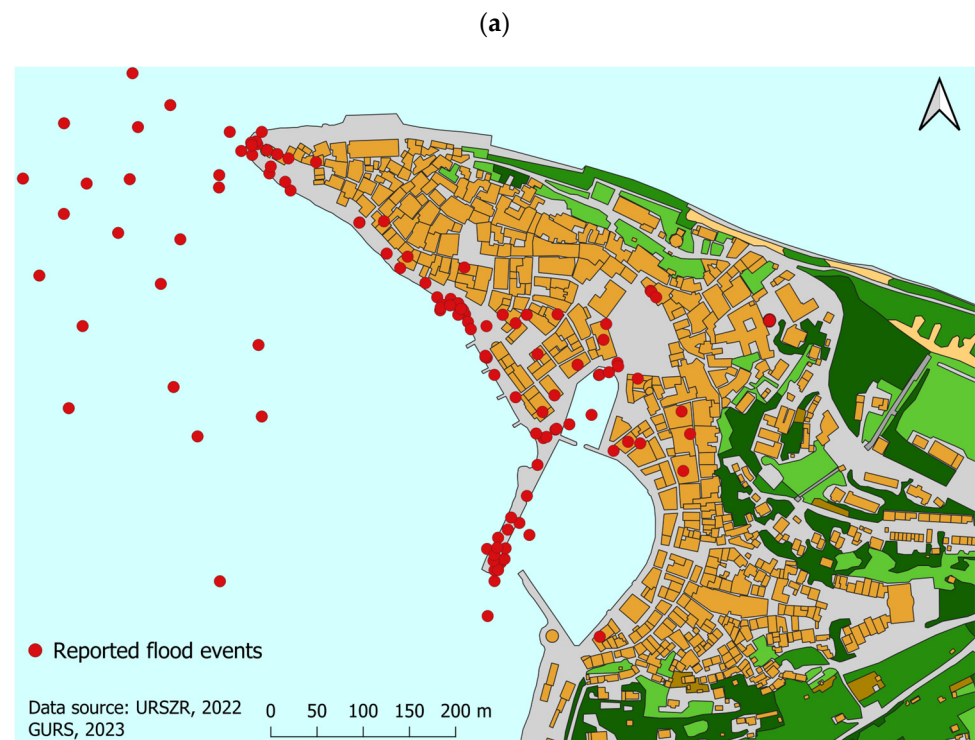 (a)
Reported flood events
Data source: URSZR, 2022
GURS, 2023
0 50 100 150 200 m